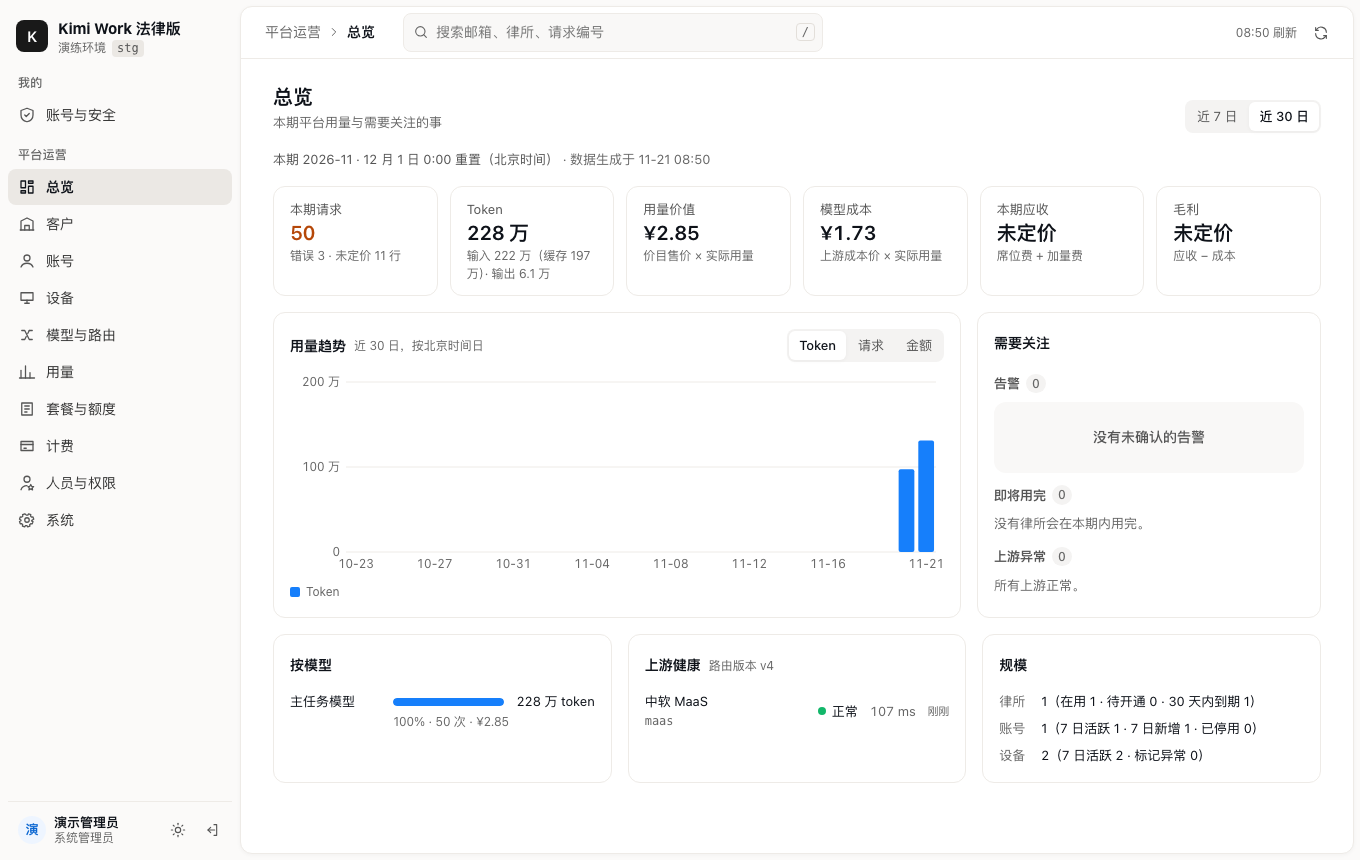 K
Kimi Work 法律版
演练环境 stg
我的
账号与安全
平台运营
总览
客户
账号
设备
模型与路由
用量
套餐与额度
计费
人员与权限
系统
演
演示管理员
系统管理员
平台运营 > 总览
搜索邮箱、律所、请求编号 /
08:50 刷新
总览
本期平台用量与需要关注的事
近 7 日 近 30 日
本期 2026-11 · 12 月 1 日 0:00 重置（北京时间） · 数据生成于 11-21 08:50
本期请求
50
错误 3 · 未定价 11 行
Token
228 万
输入 222 万（缓存 197
万）· 输出 6.1 万
用量价值
¥2.85
价目售价 × 实际用量
模型成本
¥1.73
上游成本价 × 实际用量
本期应收
未定价
席位费 + 加量费
毛利
未定价
应收 − 成本
用量趋势 近 30 日，按北京时间日
Token 请求 金额
200 万
100 万
0
10-23 10-27 10-31 11-04 11-08 11-12 11-16 11-21
Token
需要关注
告警 0
没有未确认的告警
即将用完 0
没有律所会在本期内用完。
上游异常 0
所有上游正常。
按模型
主任务模型 228 万 token
100% · 50 次 · ¥2.85
上游健康 路由版本 v4
中软 MaaS
maas
正常 107 ms 刚刚
规模
律所 1（在用 1 · 待开通 0 · 30 天内到期 1）
账号 1（7 日活跃 1 · 7 日新增 1 · 已停用 0）
设备 2（7 日活跃 2 · 标记异常 0）